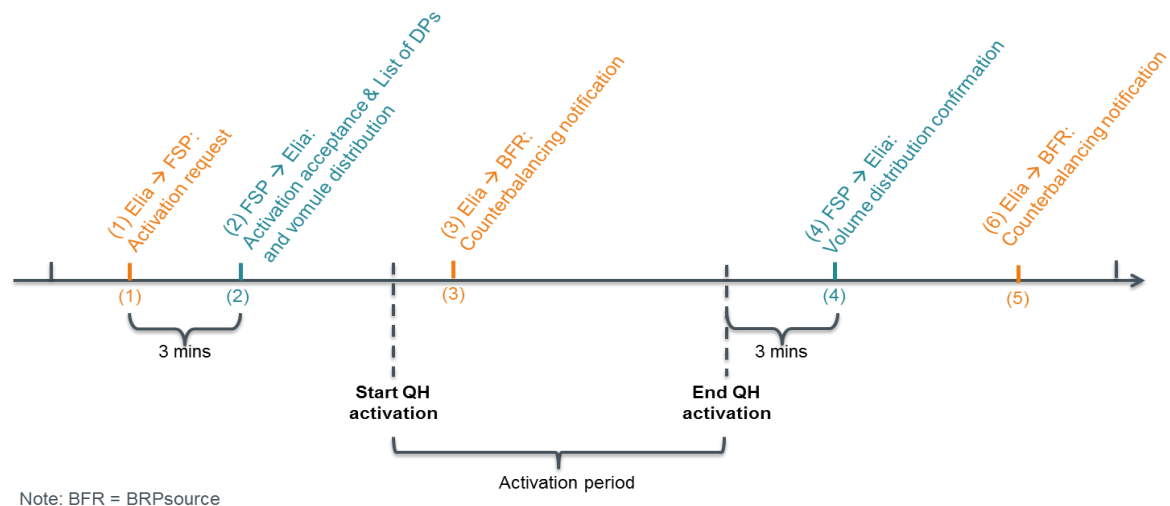 (1) Elia → FSP:
Activation request
(2) FSP → Elia:
Activation acceptance & List of DPs
and vomule distribution
(3) Elia → BFR:
Counterbalancing notification
(4) FSP → Elia:
Volume distribution confirmation
(6) Elia → BFR:
Counterbalancing notification
(1)
(2)
(3)
(4)
(5)
3 mins
3 mins
Start QH
activation
End QH
activation
Activation period
Note: BFR = BRPsource